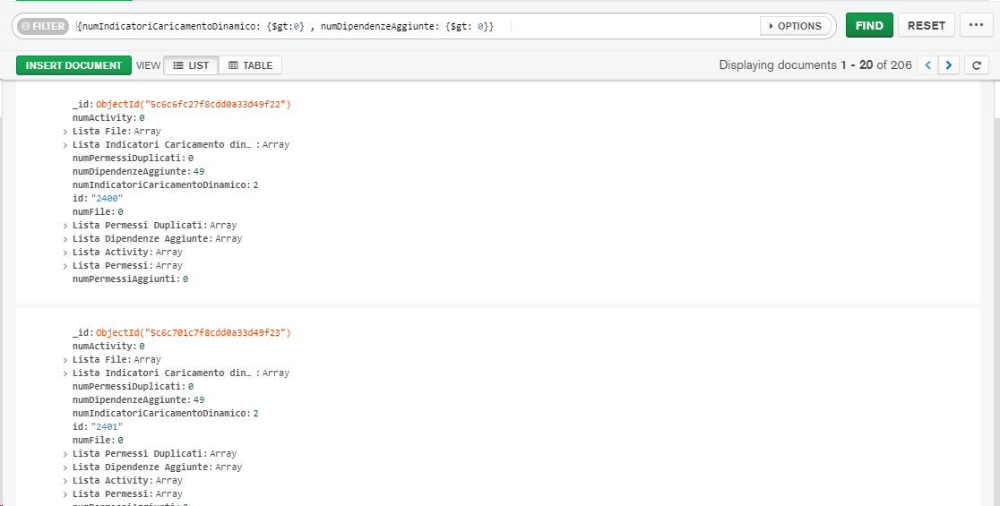 FILTER {numIndicatoriCaricamentoDinamico: {$gt:0} , numDipendenzeAggiunte: {$gt: 0}} OPTIONS FIND RESET ...
INSERT DOCUMENT VIEW LIST TABLE Displaying documents 1 - 20 of 206
_id: ObjectId("5c6c6fc27f8cdd0a33d49f22")
numActivity: 0
Lista File: Array
Lista Indicatori Caricamento din… : Array
numPermessiDuplicati: 0
numDipendenzeAggiunte: 49
numIndicatoriCaricamentoDinamico: 2
id: "2400"
numFile: 0
Lista Permessi Duplicati: Array
Lista Dipendenze Aggiunte: Array
Lista Activity: Array
Lista Permessi: Array
numPermessiAggiunti: 0
_id: ObjectId("5c6c701c7f8cdd0a33d49f23")
numActivity: 0
Lista File: Array
Lista Indicatori Caricamento din… : Array
numPermessiDuplicati: 0
numDipendenzeAggiunte: 49
numIndicatoriCaricamentoDinamico: 2
id: "2401"
numFile: 0
Lista Permessi Duplicati: Array
Lista Dipendenze Aggiunte: Array
Lista Activity: Array
Lista Permessi: Array